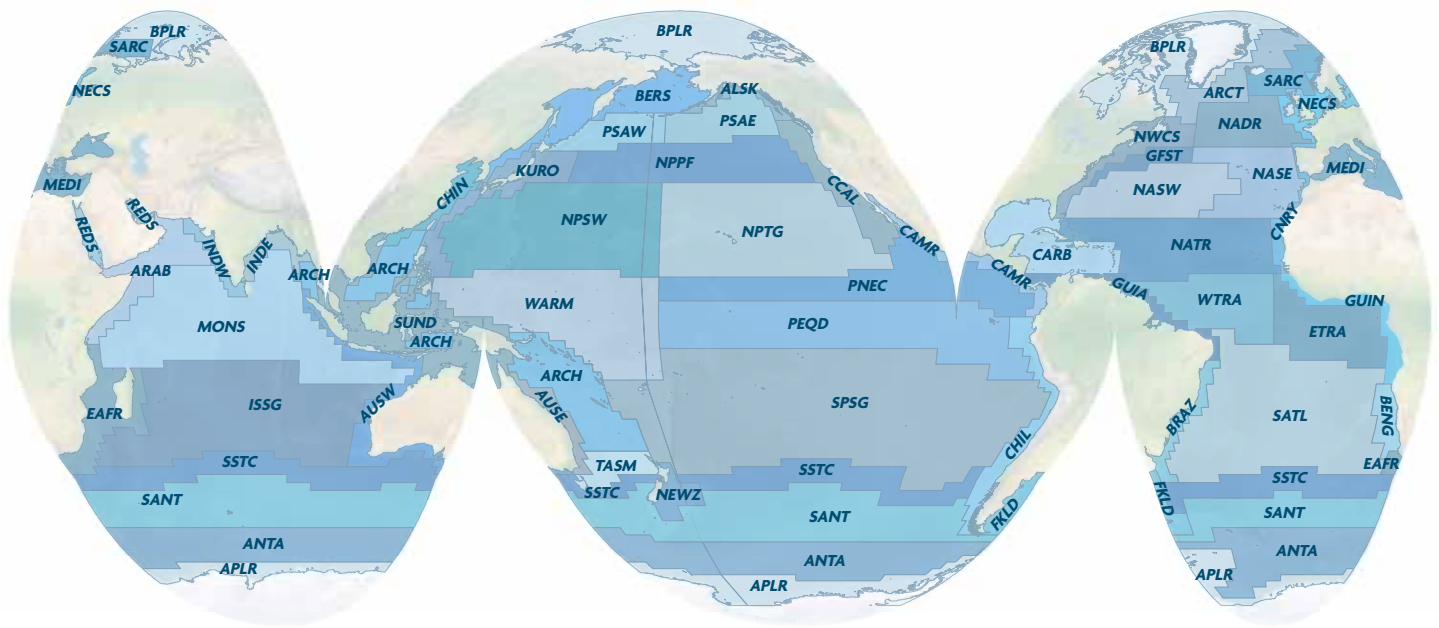 BPLR
SARC
NECS
MEDI
REDS
REDS
ARAB
INDW
INDE
ARCH
MONS
EAFR
ISSG
AUSW
SSTC
SANT
ANTA
APLR
BPLR
BERS
ALSK
PSAW
PSAE
KURO
NPPF
CHIN
CCAL
NPSW
NPTG
CAMR
ARCH
PNEC
WARM
SUND
PEQD
ARCH
ARCH
AUSE
SPSG
CHIL
TASM
SSTC
SSTC
NEWZ
SANT
FKLD
ANTA
APLR
BPLR
SARC
ARCT
NECS
NADR
NWCS
GFST
NASE
MEDI
NASW
CNRY
NATR
CARB
CAMR
GUIA
WTRA
GUIN
ETRA
BRAZ
SATL
BENG
EAFR
SSTC
FKLD
SANT
ANTA
APLR